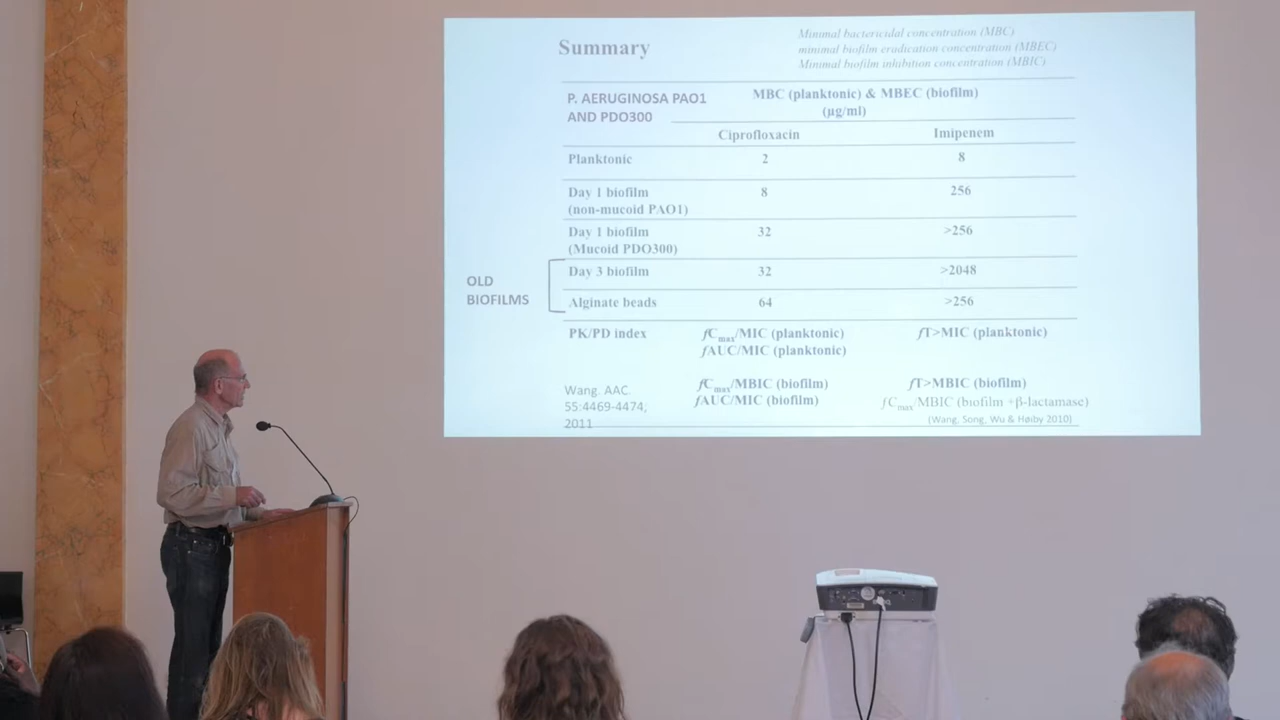 Summary
Minimal bactericidal concentration (MBC)
minimal biofilm eradication concentration (MBEC)
Minimal biofilm inhibition concentration (MBIC)
P. AERUGINOSA PAO1
AND PDO300
MBC (planktonic) & MBEC (biofilm)
(µg/ml)
Ciprofloxacin Imipenem
Planktonic 2 8
Day 1 biofilm 8 256
(non-mucoid PAO1)
Day 1 biofilm 32 >256
(Mucoid PDO300)
OLD
BIOFILMS
Day 3 biofilm 32 >2048
Alginate beads 64 >256
PK/PD index fCmax/MIC (planktonic) fT>MIC (planktonic)
fAUC/MIC (planktonic)
fCmax/MBIC (biofilm) fT>MBIC (biofilm)
fAUC/MIC (biofilm) fCmax/MBIC (biofilm +β-lactamase)
(Wang, Song, Wu & Høiby 2010)
Wang. AAC.
55:4469-4474,
2011